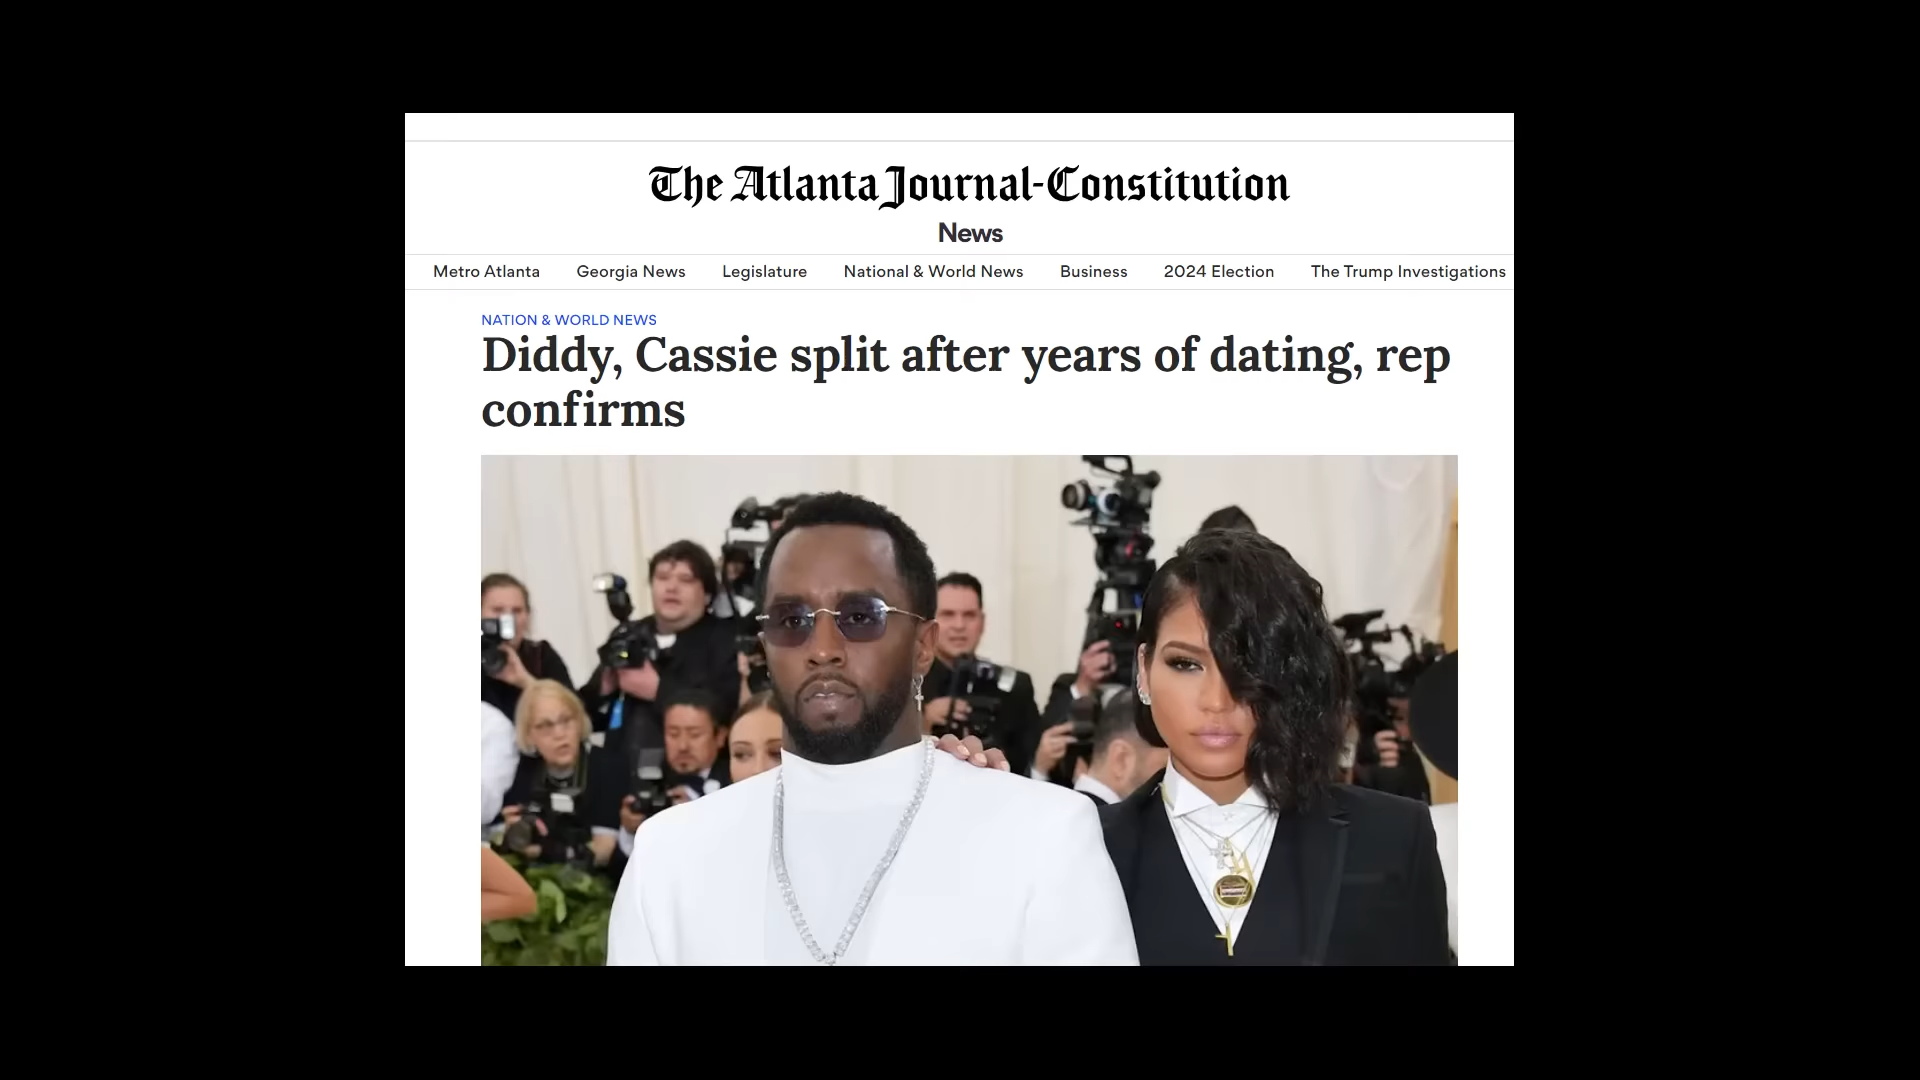 The Atlanta Journal-Constitution
News
Metro Atlanta Georgia News Legislature National & World News Business 2024 Election The Trump Investigations
NATION & WORLD NEWS
Diddy, Cassie split after years of dating, rep
confirms